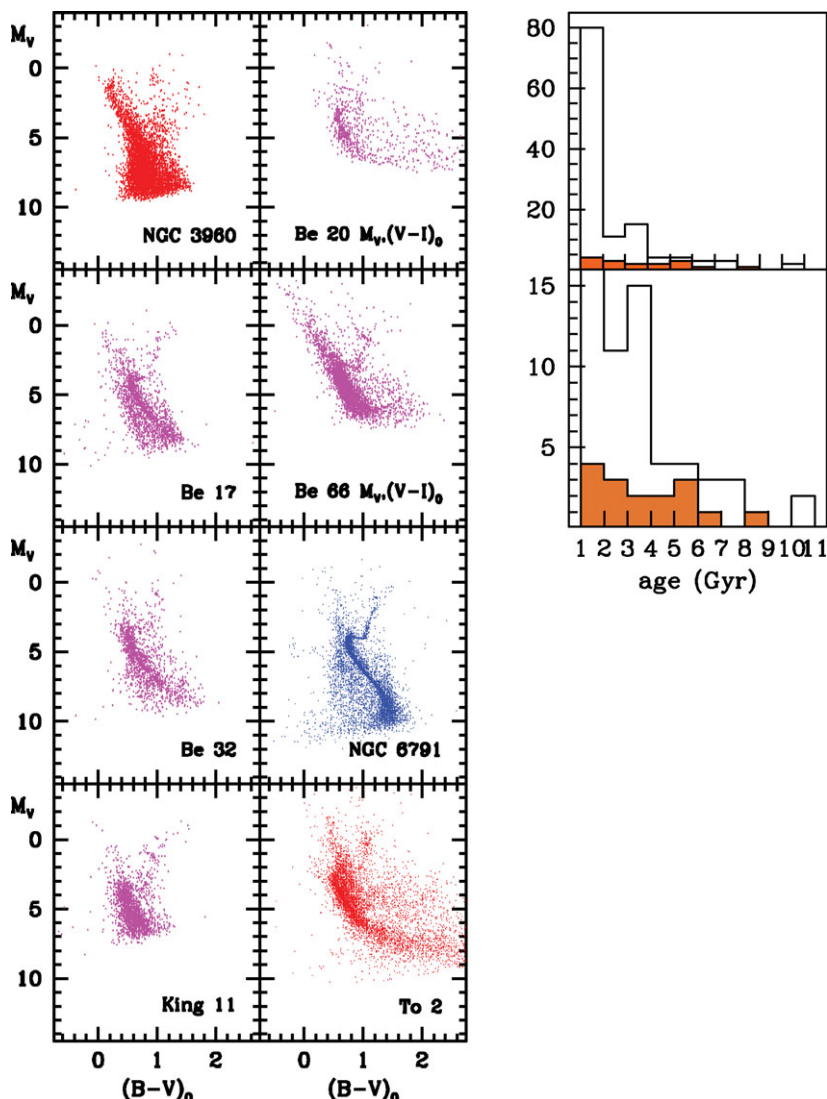 M_V
0
5
10
NGC 3960
Be 20 M_V,(V-I)_0
M_V
0
5
10
Be 17
Be 66 M_V,(V-I)_0
M_V
0
5
10
Be 32
NGC 6791
M_V
0
5
10
King 11
To 2
0 1 2
0 1 2
(B-V)_0
(B-V)_0
80
60
40
20
15
10
5
1 2 3 4 5 6 7 8 9 10 11
age (Gyr)